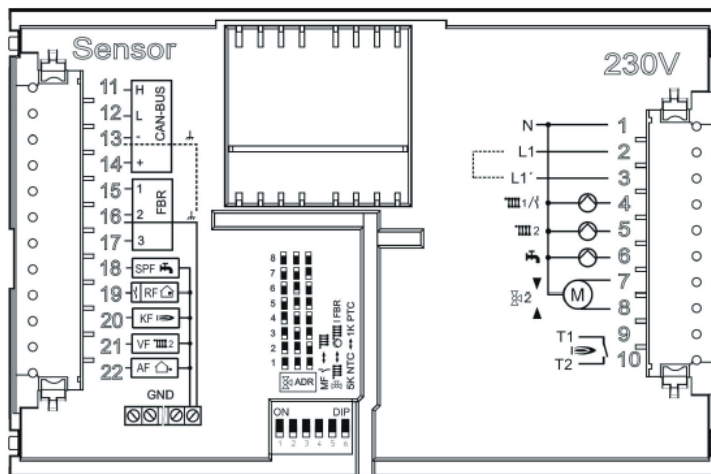 Sensor
230V
11 H
12 L
13 -
14 +
CAN-BUS
15 1
16 2
17 3
FBR
18 SPF
19 RF
20 KF
21 VF 2
22 AF
GND
8
7
6
5
4
3
2
1
ADR
MF
I FBR
5K NTC ↔ 1K PTC
ON DIP
1 2 3 4 5 6
N 1
L1 2
L1´ 3
1/ 4
2 5
6
7
2 M
8
T1 9
T2 10